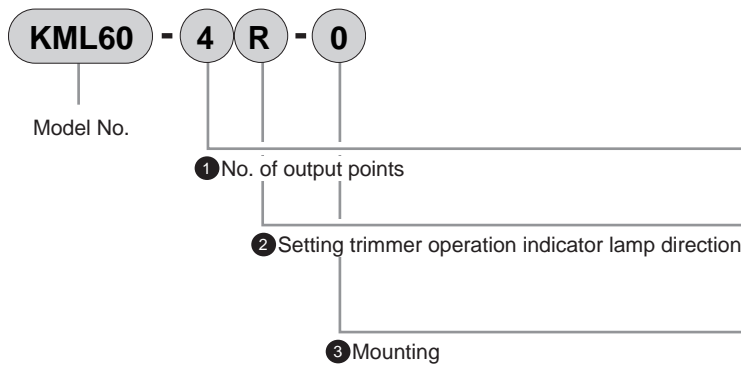 KML60 - 4 R - 0
Model No.
1 No. of output points
2 Setting trimmer operation indicator lamp direction
3 Mounting